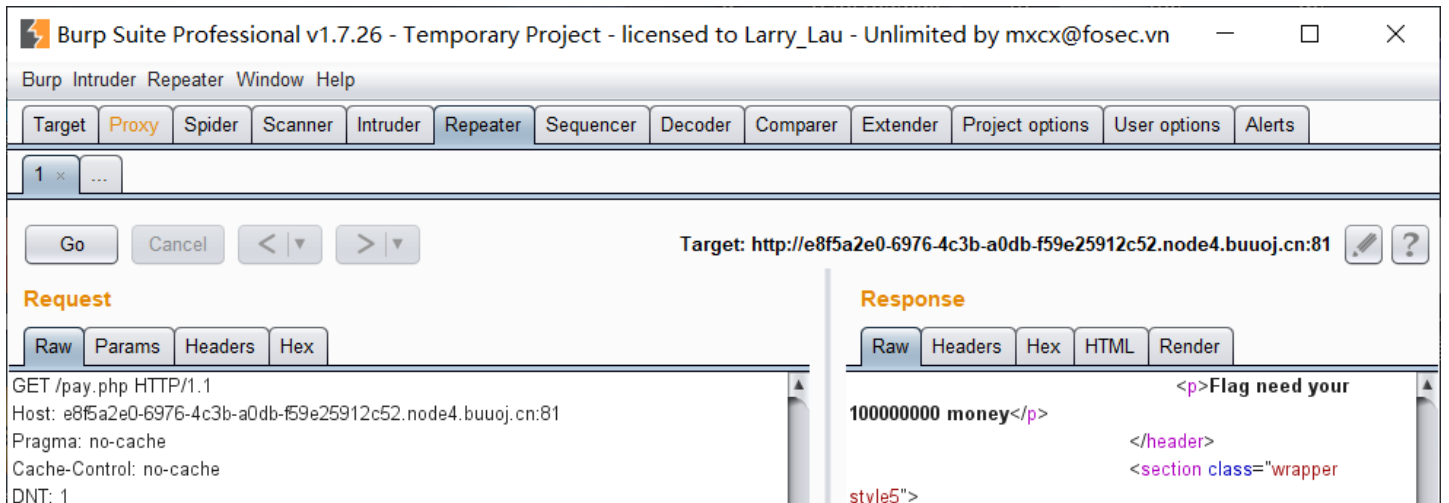 Burp Suite Professional v1.7.26 - Temporary Project - licensed to Larry_Lau - Unlimited by mxcx@fosec.vn
Burp Intruder Repeater Window Help
Target Proxy Spider Scanner Intruder Repeater Sequencer Decoder Comparer Extender Project options User options Alerts
1 × ...
Go Cancel < > Target: http://e8f5a2e0-6976-4c3b-a0db-f59e25912c52.node4.buuoj.cn:81 ?
Request
Raw Params Headers Hex
GET /pay.php HTTP/1.1
Host: e8f5a2e0-6976-4c3b-a0db-f59e25912c52.node4.buuoj.cn:81
Pragma: no-cache
Cache-Control: no-cache
DNT: 1
Response
Raw Headers Hex HTML Render
<p>Flag need your
100000000 money</p>
</header>
<section class="wrapper
style5">